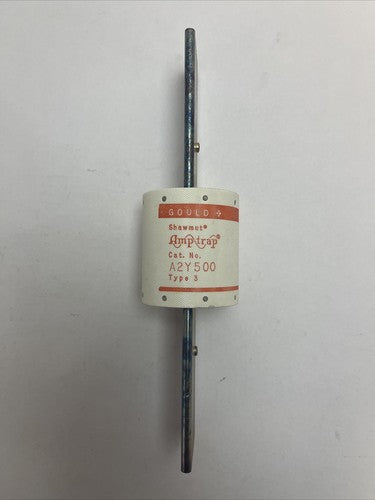 GOULD
Shawmut®
Amp-trap®
Cat. No.
A2Y500
Type 3